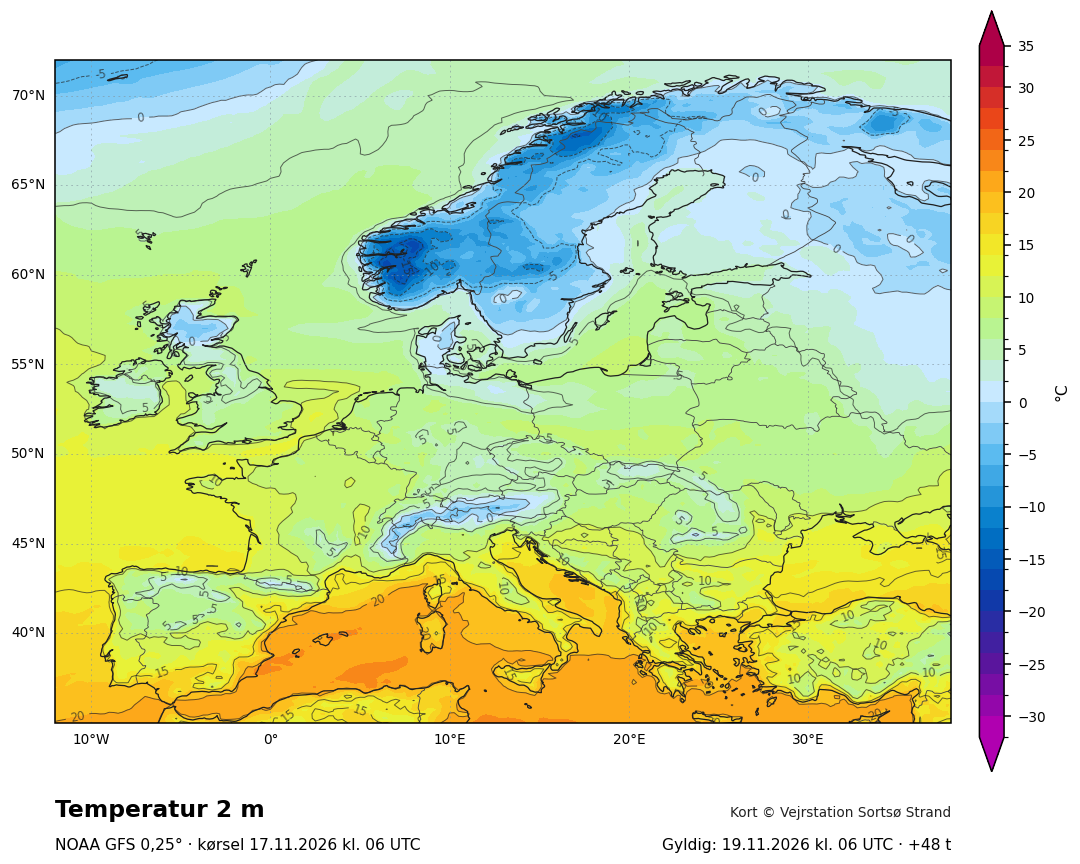 70°N
65°N
60°N
55°N
50°N
45°N
40°N
10°W 0° 10°E 20°E 30°E
35
30
25
20
15
10
5
0
−5
−10
−15
−20
−25
−30
°C
Temperatur 2 m
Kort © Vejrstation Sortsø Strand
NOAA GFS 0,25° · kørsel 17.11.2026 kl. 06 UTC
Gyldig: 19.11.2026 kl. 06 UTC · +48 t